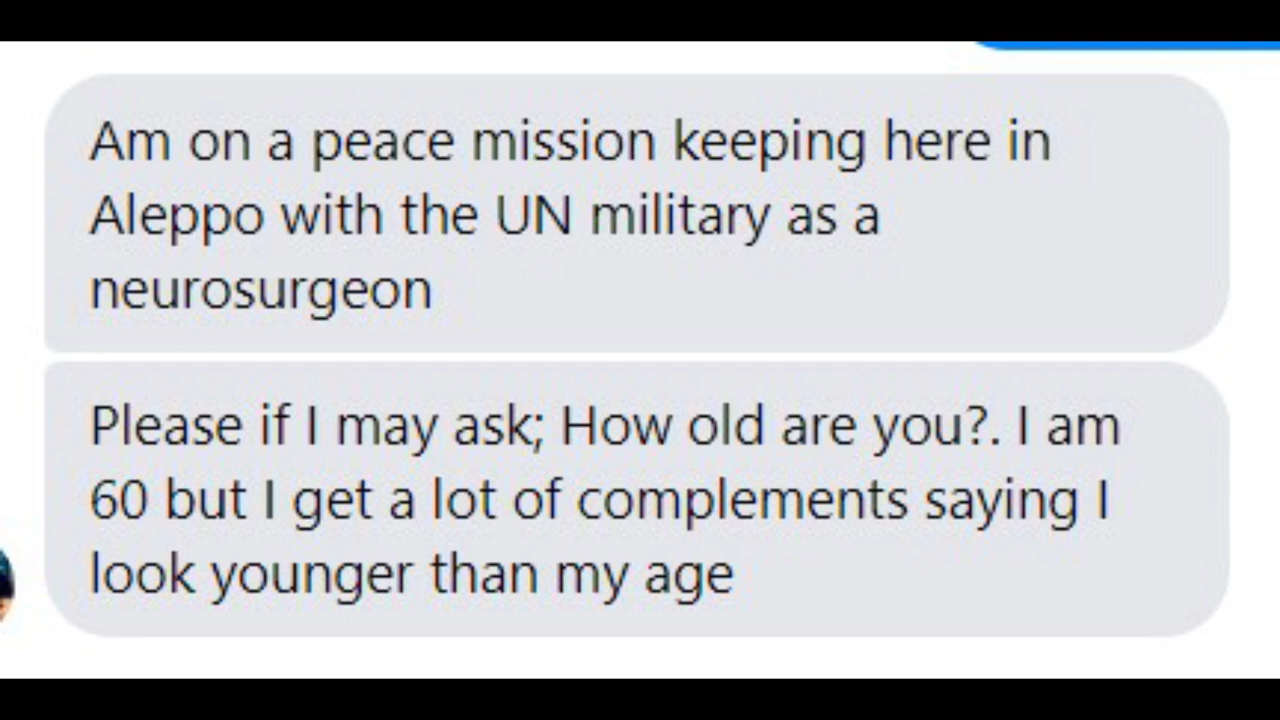 Am on a peace mission keeping here in
Aleppo with the UN military as a
neurosurgeon
Please if I may ask; How old are you?. I am
60 but I get a lot of complements saying I
look younger than my age